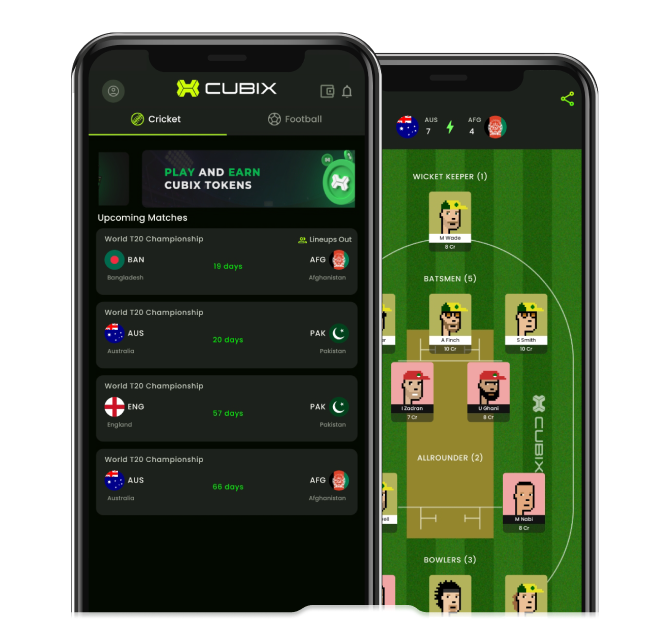 CUBIX
Cricket
Football
PLAY AND EARN
CUBIX TOKENS
Upcoming Matches
World T20 Championship
Lineups Out
BAN
19 days
AFG
Bangladesh
Afghanistan
World T20 Championship
AUS
20 days
PAK
Australia
Pakistan
World T20 Championship
ENG
57 days
PAK
England
Pakistan
World T20 Championship
AUS
66 days
AFG
Australia
Afghanistan
AUS
7
AFG
4
WICKET KEEPER (1)
M Wade
9 Cr
BATSMEN (5)
A Finch
10 Cr
S Smith
10 Cr
I Zadran
7 Cr
U Ghani
8 Cr
CUBIX
ALLROUNDER (2)
M Nabi
8 Cr
BOWLERS (3)